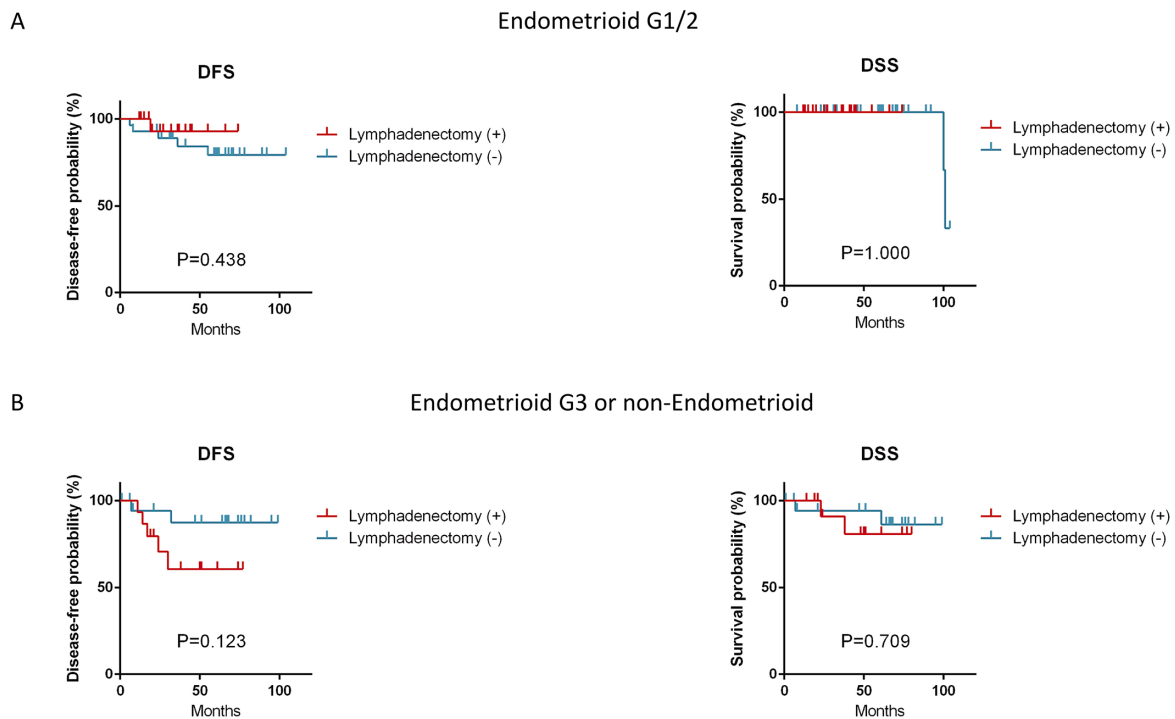 A
Endometrioid G1/2
DFS
Disease-free probability (%)
100
50
0
0 50 100
Months
P=0.438
Lymphadenectomy (+)
Lymphadenectomy (-)
DSS
Survival probability (%)
100
50
0
0 50 100
Months
P=1.000
Lymphadenectomy (+)
Lymphadenectomy (-)
B
Endometrioid G3 or non-Endometrioid
DFS
Disease-free probability (%)
100
50
0
0 50 100
Months
P=0.123
Lymphadenectomy (+)
Lymphadenectomy (-)
DSS
Survival probability (%)
100
50
0
0 50 100
Months
P=0.709
Lymphadenectomy (+)
Lymphadenectomy (-)